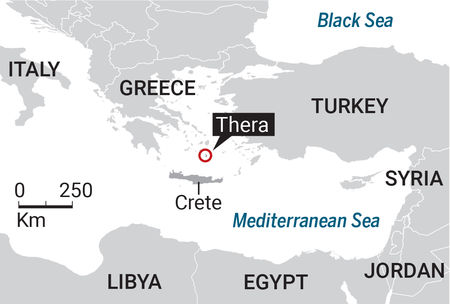 Black Sea
ITALY
GREECE
TURKEY
Thera
0 250
Km
Crete
SYRIA
Mediterranean Sea
LIBYA
EGYPT
JORDAN